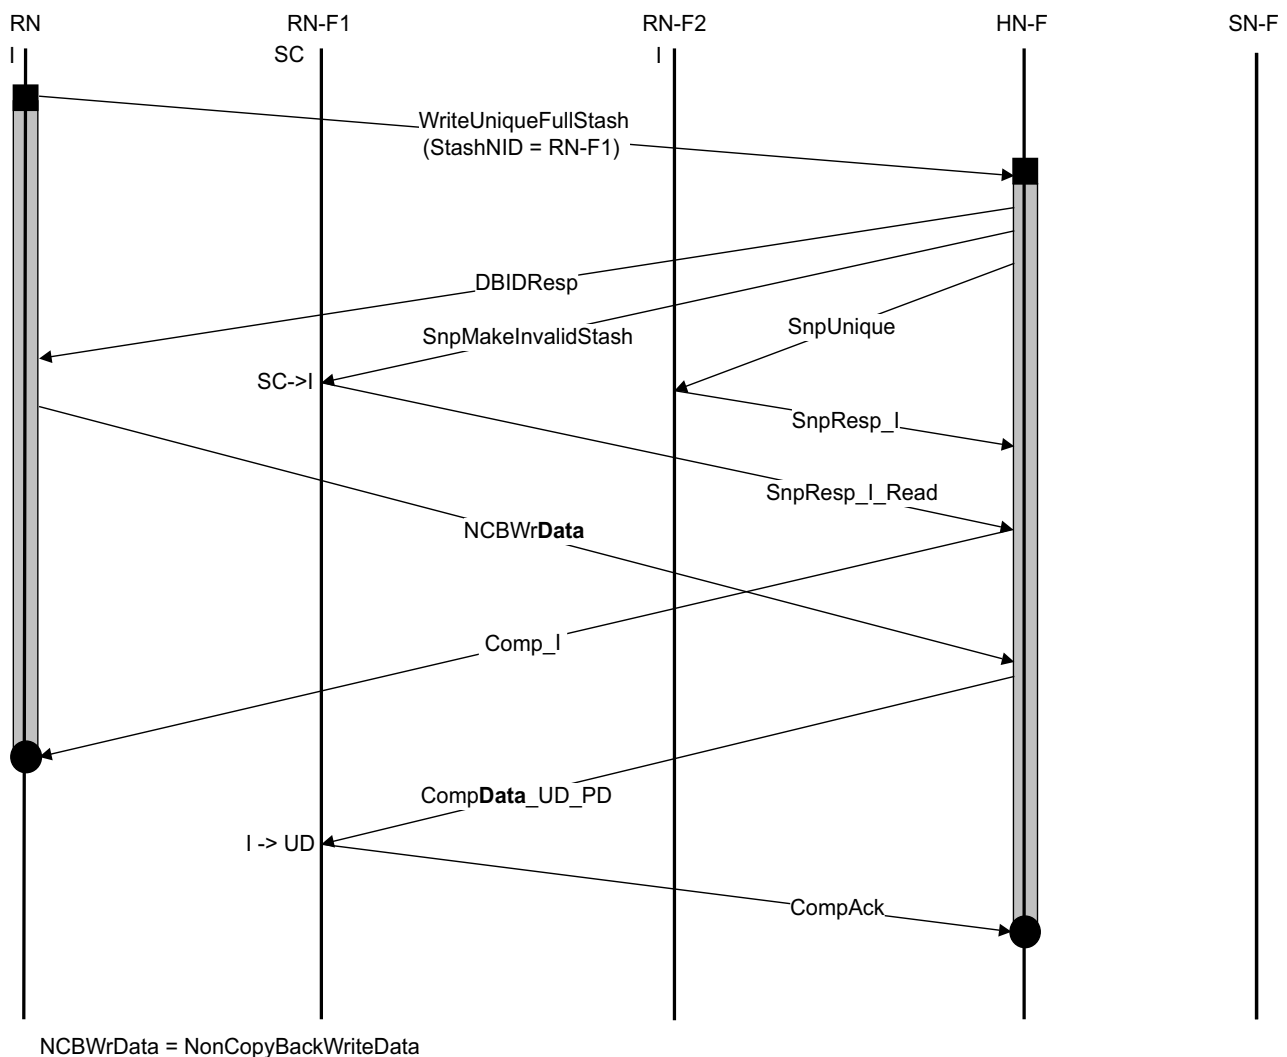 RN RN-F1 RN-F2 HN-F SN-F
I SC I
WriteUniqueFullStash
(StashNID = RN-F1)
DBIDResp
SnpUnique
SnpMakeInvalidStash
SC->I
SnpResp_I
SnpResp_I_Read
NCBWrData
Comp_I
CompData_UD_PD
I -> UD
CompAck
NCBWrData = NonCopyBackWriteData